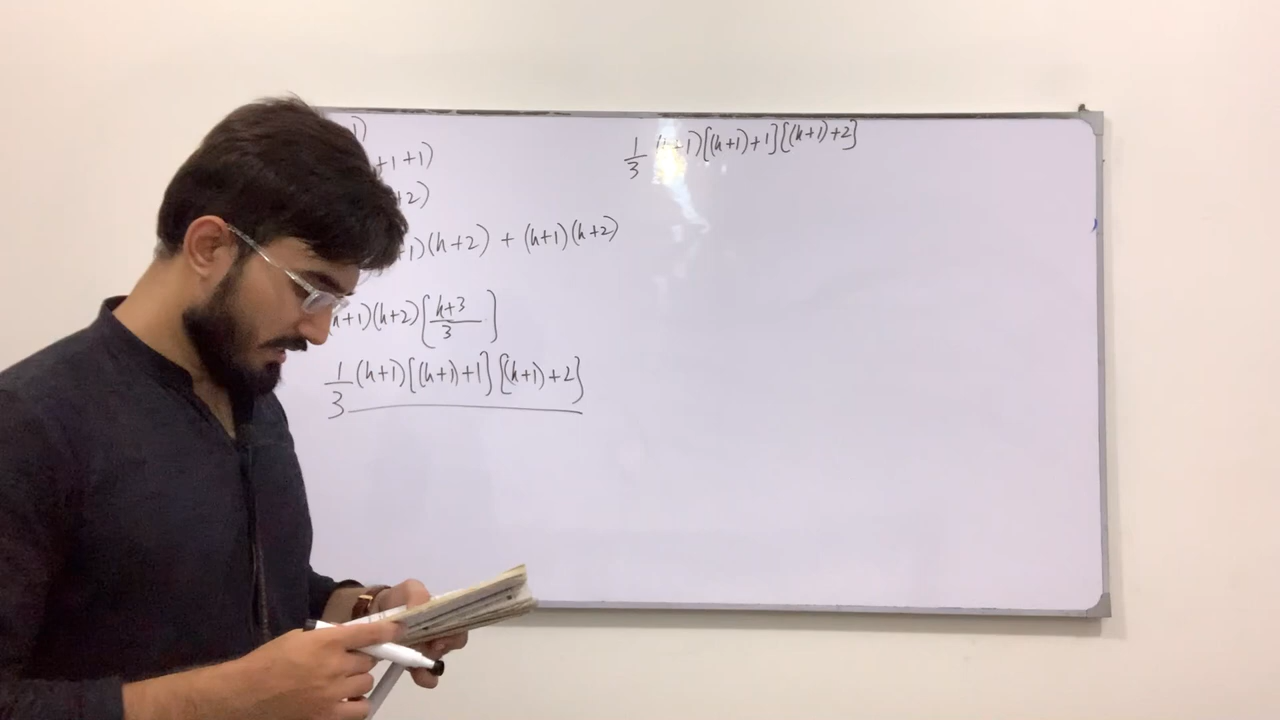 1)
+1+1)
+2)
+1)(k+2) + (k+1)(k+2)
(k+1)(k+2)[k+3/3]
1/3 (k+1)[(k+1)+1][(k+1)+2]
1/3 (k+1)[(k+1)+1][(k+1)+2]